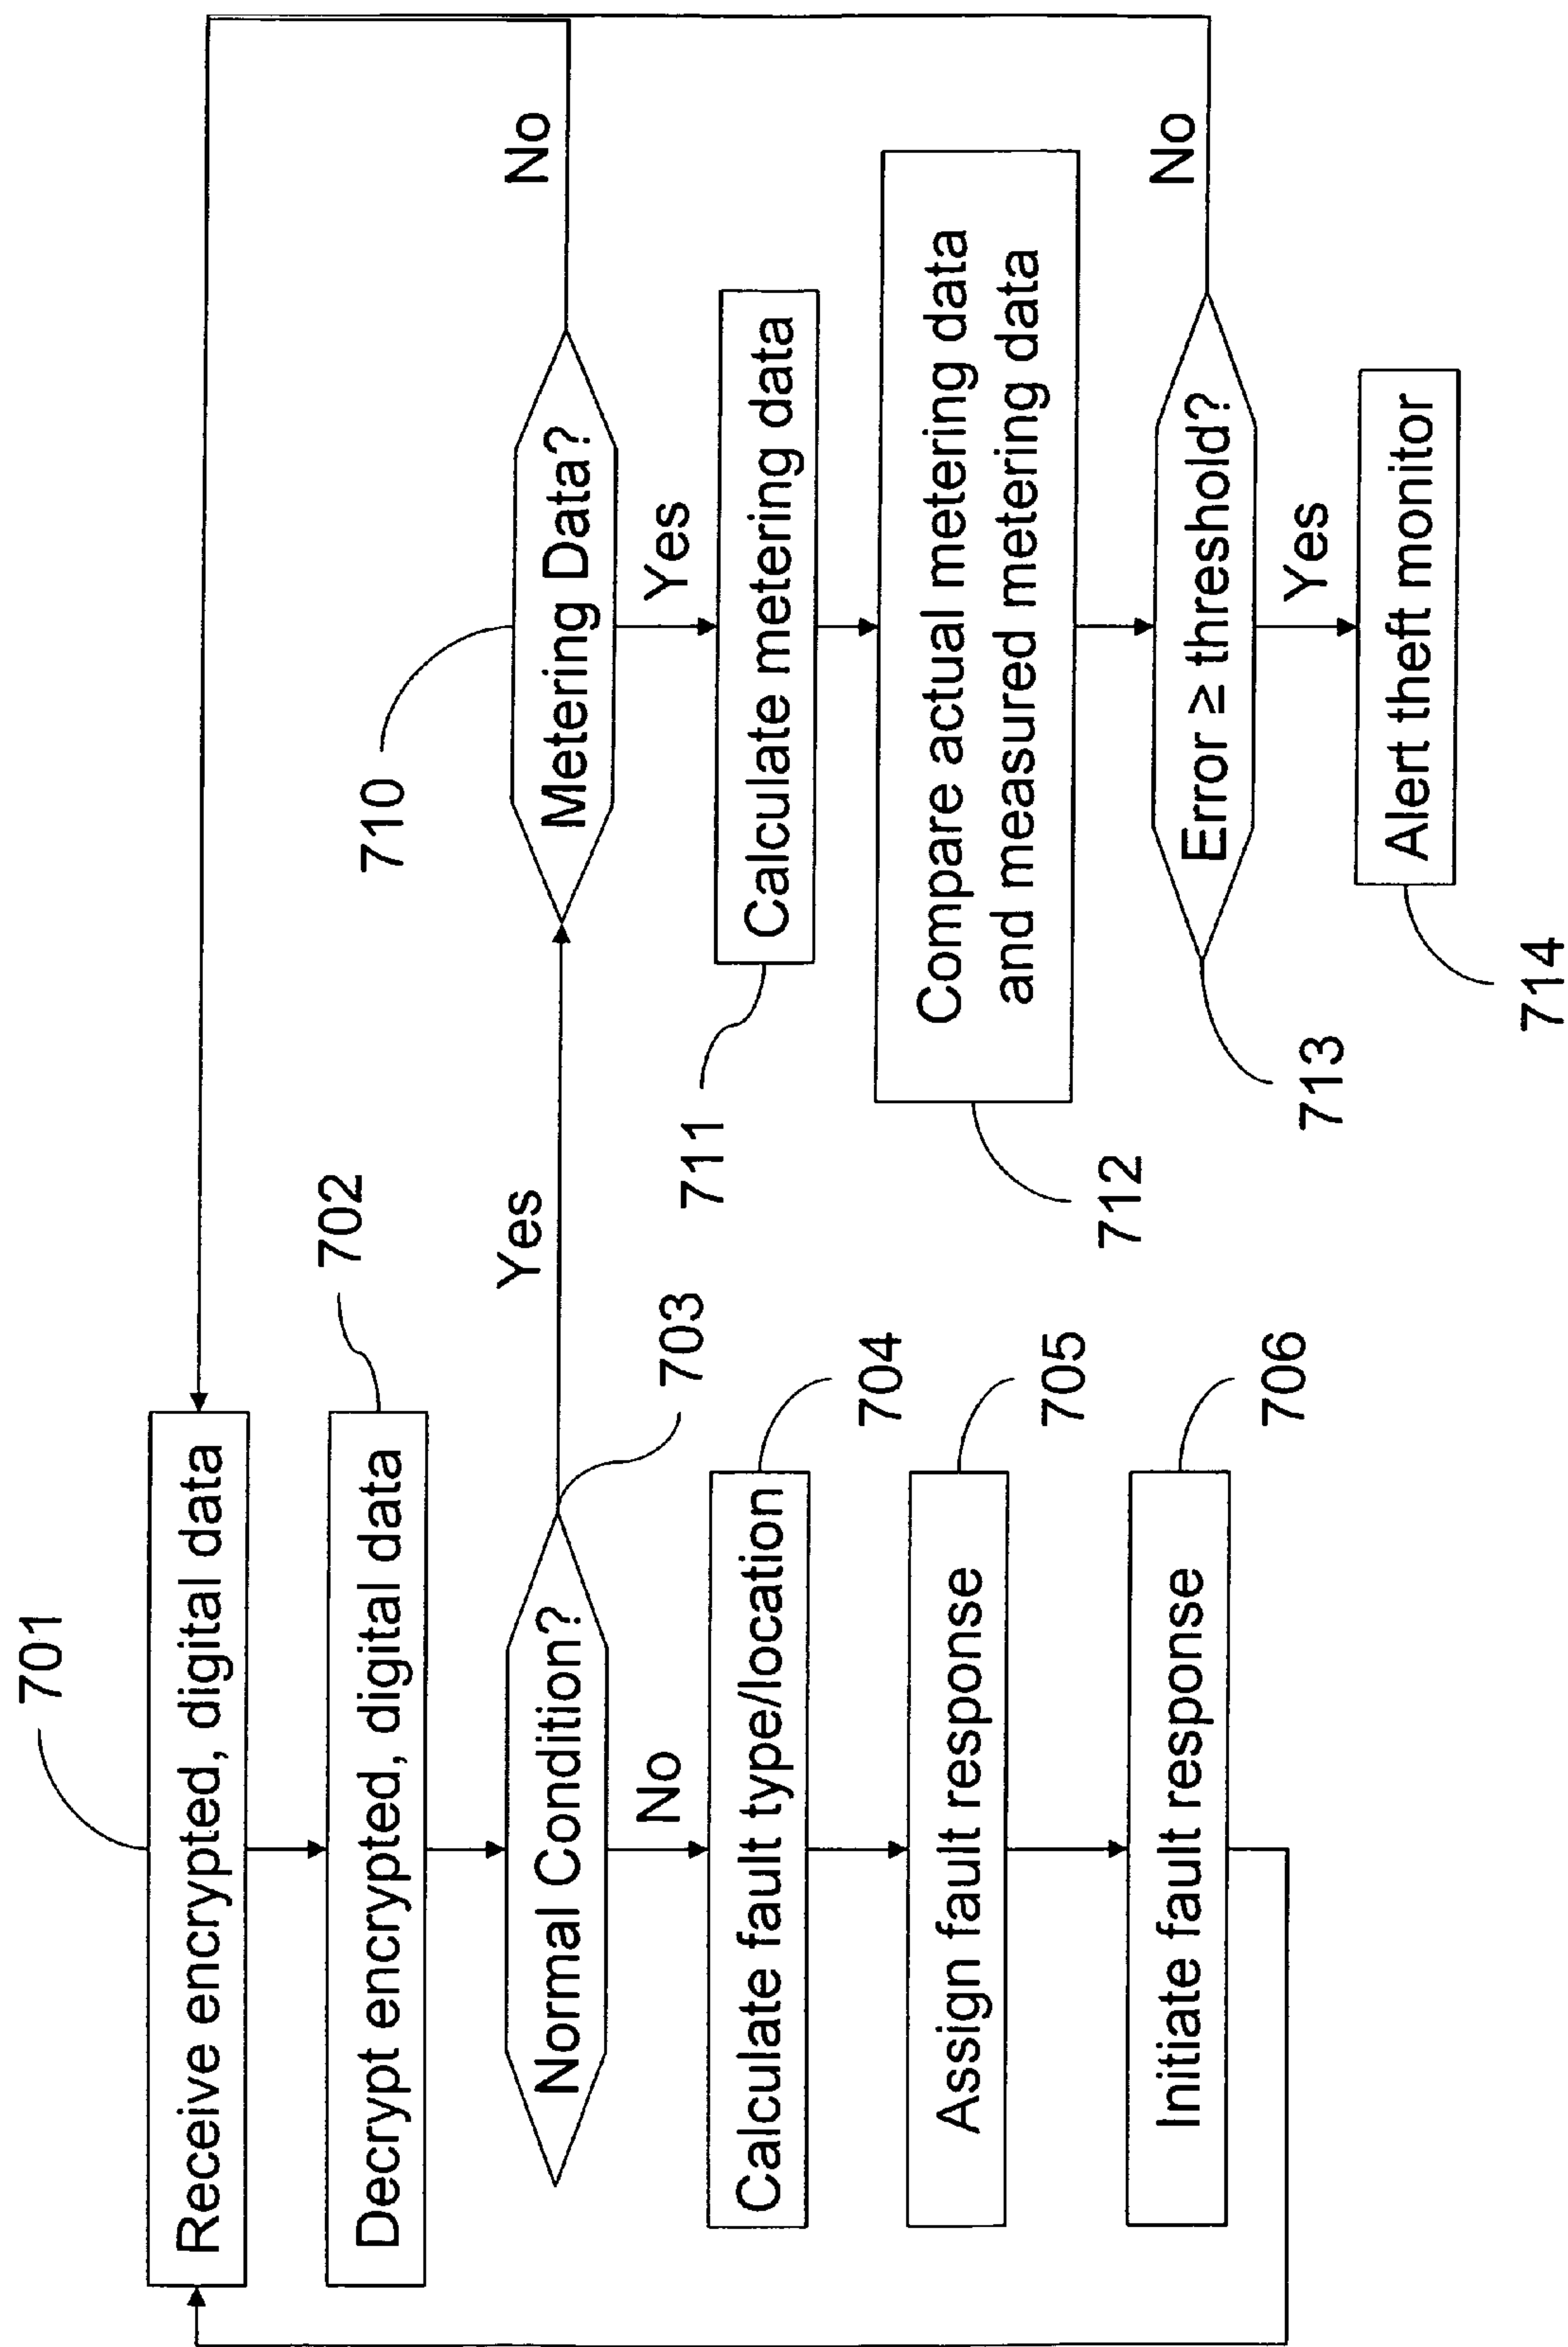 701
Receive encrypted, digital data
702
Decrypt encrypted, digital data
703
Normal Condition?
Yes
No
704
Calculate fault type/location
705
Assign fault response
706
Initiate fault response
710
Metering Data?
No
Yes
711
Calculate metering data
712
Compare actual metering data
and measured metering data
713
Error ≥ threshold?
No
Yes
714
Alert theft monitor